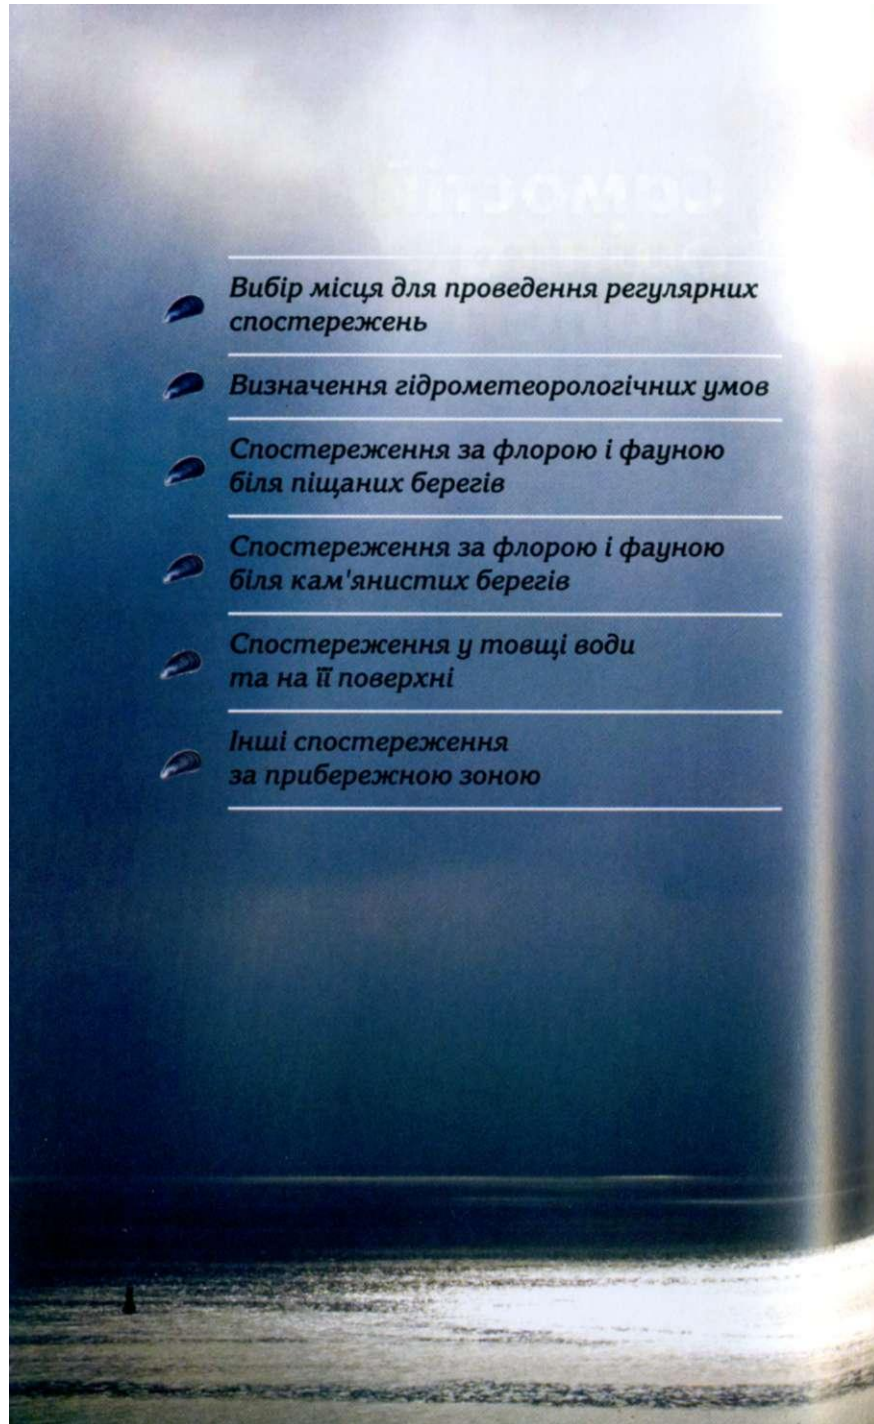 Вибір місця для проведення регулярних
спостережень
Визначення гідрометеорологічних умов
Спостереження за флорою і фауною
біля піщаних берегів
Спостереження за флорою і фауною
біля кам'янистих берегів
Спостереження у товщі води
та на її поверхні
Інші спостереження
за прибережною зоною